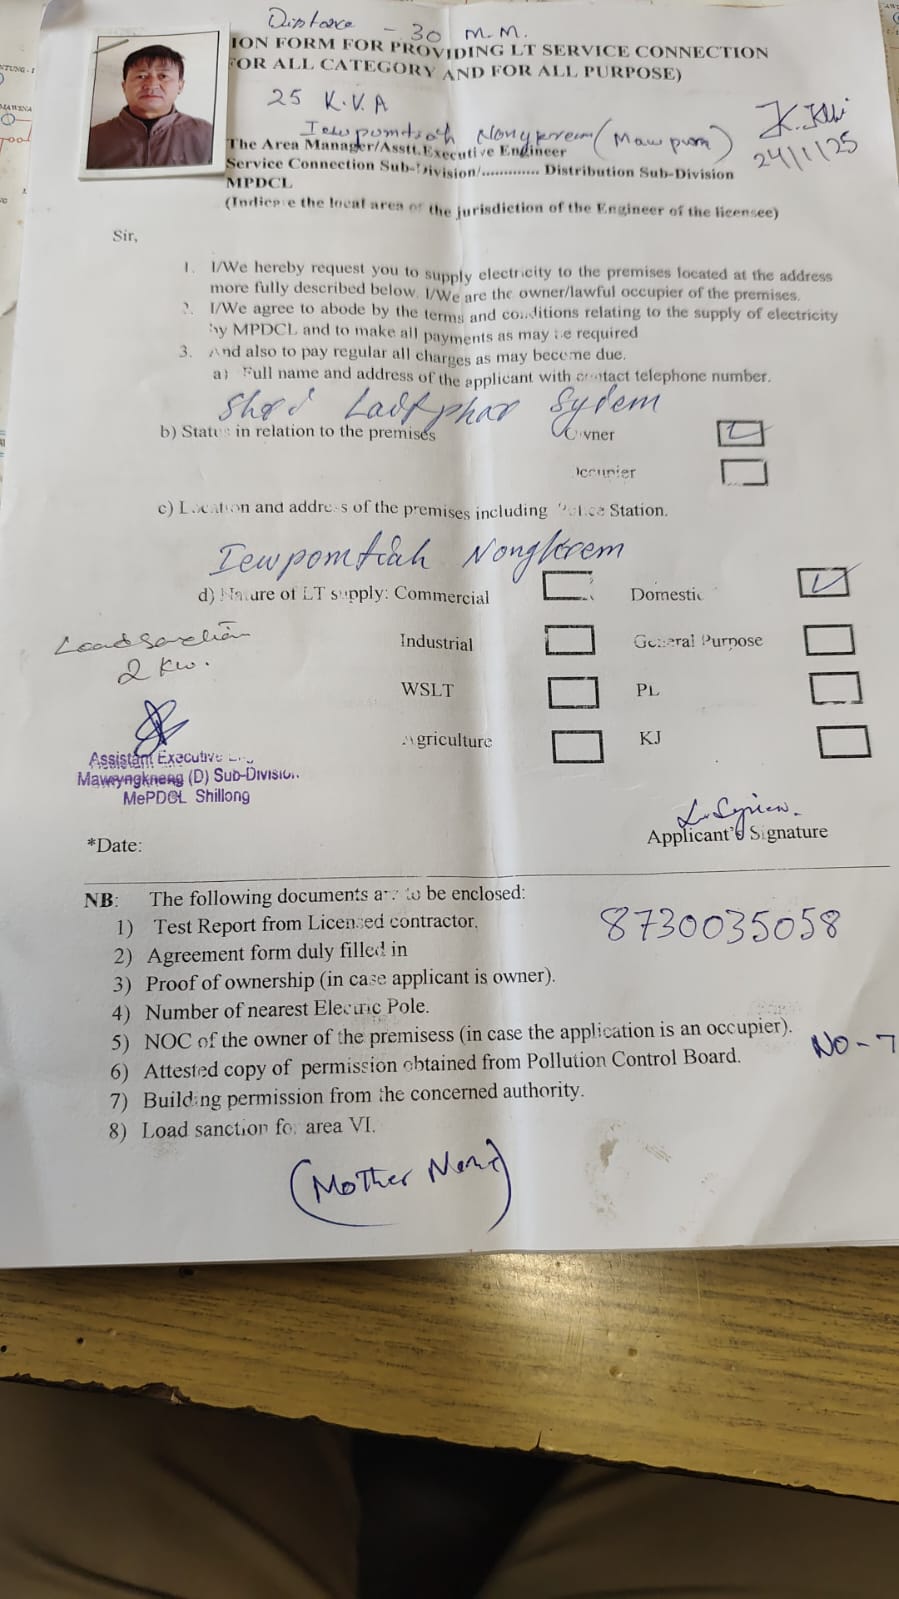 Distance - 30 M.M.
ION FORM FOR PROVIDING LT SERVICE CONNECTION
FOR ALL CATEGORY AND FOR ALL PURPOSE)
25 K.V.A
(Mawpum)
24/1/25
The Area Manager/Asstt.Executive Engineer
Service Connection Sub-Division/............. Distribution Sub-Division
MPDCL
(Indicate the local area of the jurisdiction of the Engineer of the licensee)
Sir,
1. I/We hereby request you to supply electricity to the premises located at the address
more fully described below. I/We are the owner/lawful occupier of the premises.
2. I/We agree to abode by the terms and conditions relating to the supply of electricity
by MPDCL and to make all payments as may be required
3. And also to pay regular all charges as may become due.
a) Full name and address of the applicant with contact telephone number.
b) Status in relation to the premises Owner
Occupier
c) Location and address of the premises including Police Station.
Iewpomtiah Nongkrem
d) Nature of LT supply: Commercial Domestic
Load Sanction
2 KW.
Industrial General Purpose
WSLT PL
Agriculture KJ
Assistant Executive
Mawryngkneng (D) Sub-Division
MePDCL Shillong
Applicant's Signature
*Date:
NB: The following documents are to be enclosed:
1) Test Report from Licensed contractor.
8730035058
2) Agreement form duly filled in
3) Proof of ownership (in case applicant is owner).
4) Number of nearest Electric Pole.
5) NOC of the owner of the premisess (in case the application is an occupier).
NO-7
6) Attested copy of permission obtained from Pollution Control Board.
7) Building permission from the concerned authority.
8) Load sanction for area VI.
(Mother Name)